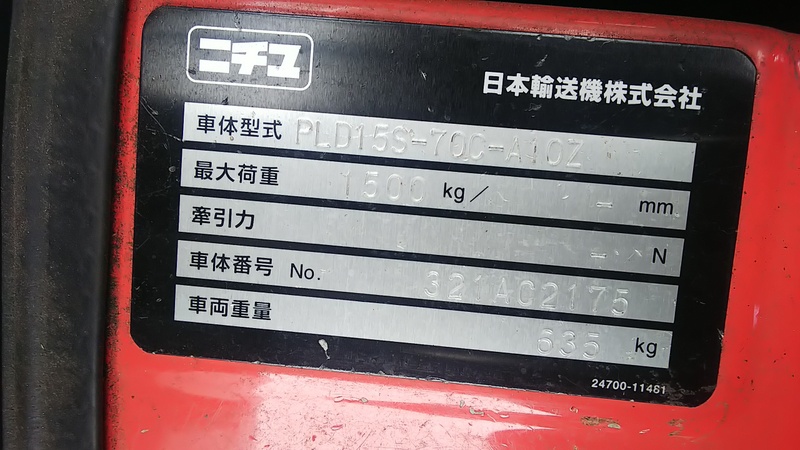 ニチユ
日本輸送機株式会社
車体型式 PLD15S-70C-A10Z
最大荷重 1500 kg/ - mm
牽引力 - N
車体番号 No. 321AC2175
車両重量 535 kg
24700-11461